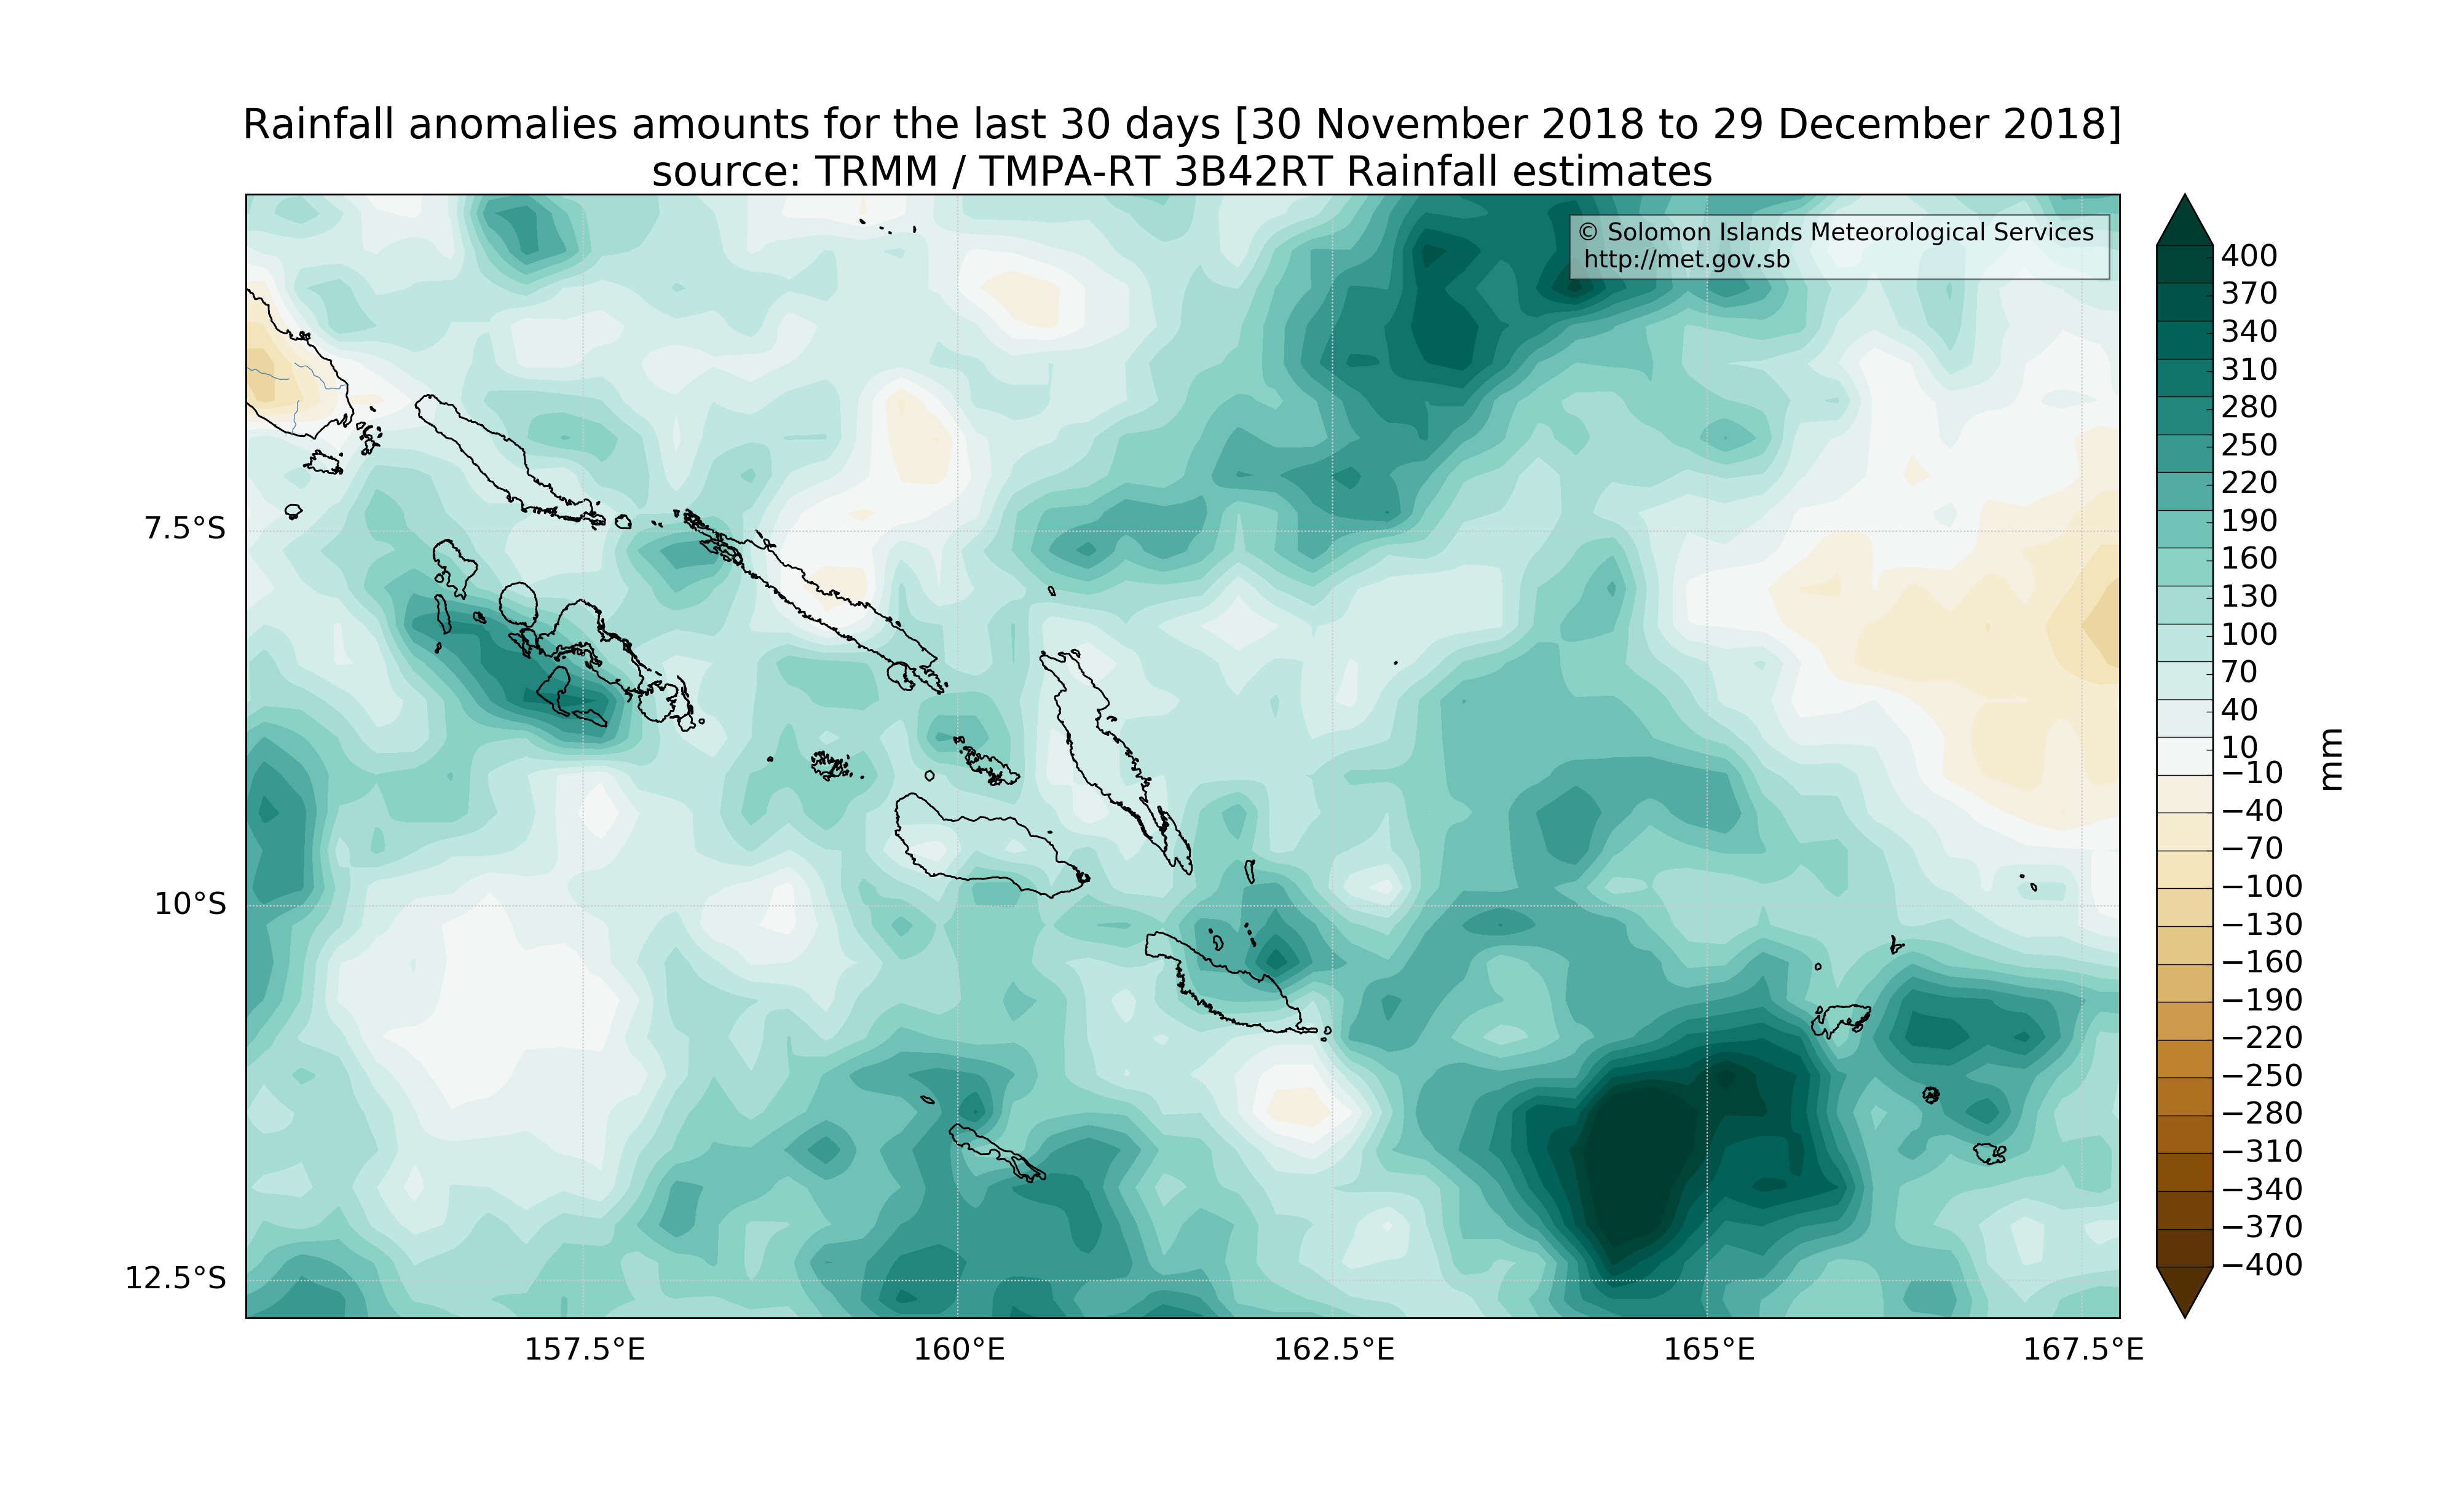 Rainfall anomalies amounts for the last 30 days [30 November 2018 to 29 December 2018]
source: TRMM / TMPA-RT 3B42RT Rainfall estimates
© Solomon Islands Meteorological Services
http://met.gov.sb
7.5°S
10°S
12.5°S
157.5°E
160°E
162.5°E
165°E
167.5°E
400
370
340
310
280
250
220
190
160
130
100
70
40
10
−10
−40
−70
−100
−130
−160
−190
−220
−250
−280
−310
−340
−370
−400
mm